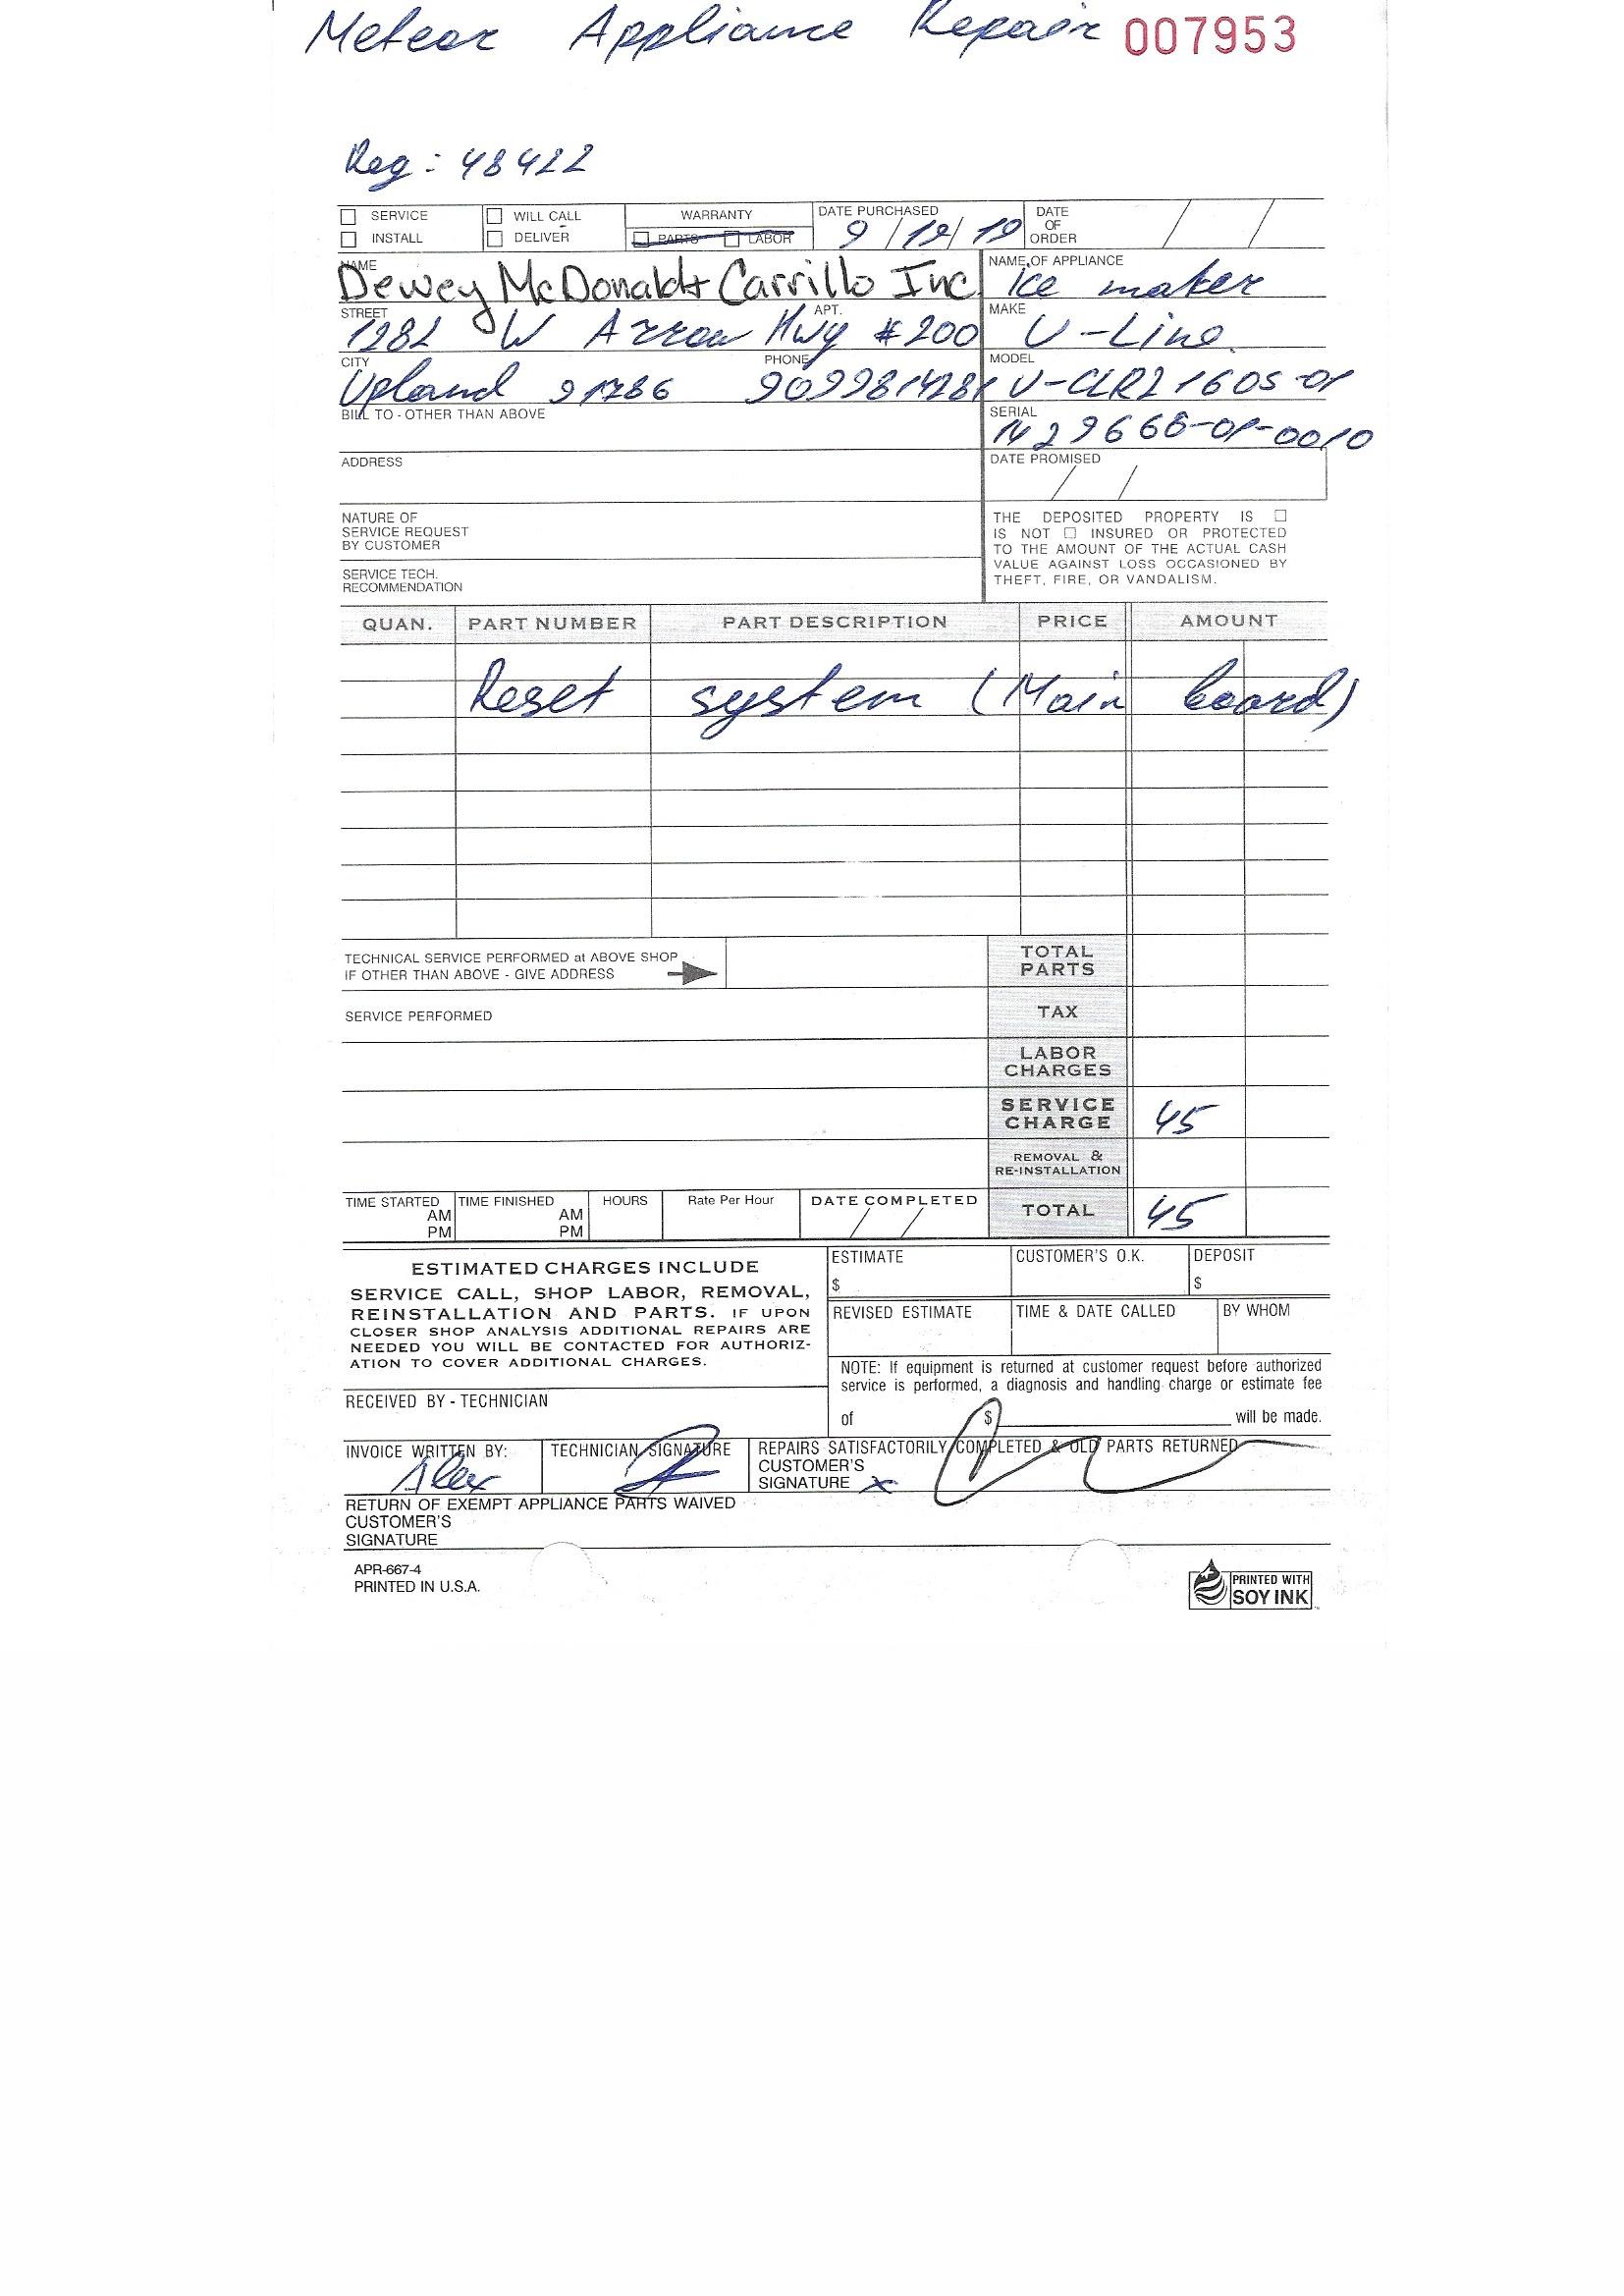 Meteor Appliance Repair 007953
Reg: 48422
SERVICE WILL CALL WARRANTY DATE PURCHASED DATE OF ORDER
INSTALL DELIVER PARTS LABOR 9/19/19
NAME NAME OF APPLIANCE
Dewey McDonald + Carrillo Inc Ice maker
STREET APT. MAKE
1282 W Arrow Hwy #200 U-Line
CITY PHONE MODEL
Upland 91786 9099814281 U-CLR21605-01
BILL TO - OTHER THAN ABOVE SERIAL
1429666-01-0010
ADDRESS DATE PROMISED
NATURE OF
SERVICE REQUEST
BY CUSTOMER
SERVICE TECH.
RECOMMENDATION
THE DEPOSITED PROPERTY IS
IS NOT INSURED OR PROTECTED
TO THE AMOUNT OF THE ACTUAL CASH
VALUE AGAINST LOSS OCCASIONED BY
THEFT, FIRE, OR VANDALISM.
QUAN. PART NUMBER PART DESCRIPTION PRICE AMOUNT
Reset system (Main board)
TECHNICAL SERVICE PERFORMED at ABOVE SHOP
IF OTHER THAN ABOVE - GIVE ADDRESS
TOTAL
PARTS
SERVICE PERFORMED TAX
LABOR
CHARGES
SERVICE
CHARGE 45
REMOVAL &
RE-INSTALLATION
TIME STARTED TIME FINISHED HOURS Rate Per Hour DATE COMPLETED TOTAL 45
AM AM
PM PM
ESTIMATED CHARGES INCLUDE
SERVICE CALL, SHOP LABOR, REMOVAL,
REINSTALLATION AND PARTS. IF UPON
CLOSER SHOP ANALYSIS ADDITIONAL REPAIRS ARE
NEEDED YOU WILL BE CONTACTED FOR AUTHORIZ-
ATION TO COVER ADDITIONAL CHARGES.
ESTIMATE CUSTOMER'S O.K. DEPOSIT
$ $
REVISED ESTIMATE TIME & DATE CALLED BY WHOM
NOTE: If equipment is returned at customer request before authorized
service is performed, a diagnosis and handling charge or estimate fee
of $ will be made.
RECEIVED BY - TECHNICIAN
INVOICE WRITTEN BY: TECHNICIAN SIGNATURE REPAIRS SATISFACTORILY COMPLETED & OLD PARTS RETURNED
Alex CUSTOMER'S
SIGNATURE x
RETURN OF EXEMPT APPLIANCE PARTS WAIVED
CUSTOMER'S
SIGNATURE
APR-667-4
PRINTED IN U.S.A.
PRINTED WITH
SOY INK